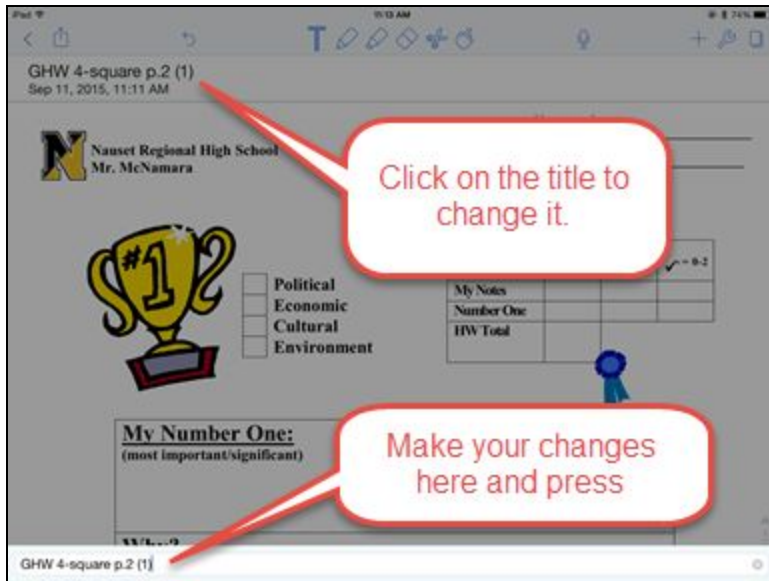 iPad
11:13 AM
74%
T
GHW 4-square p.2 (1)
Sep 11, 2015, 11:11 AM
N
Nauset Regional High School
Mr. McNamara
Click on the title to
change it.
#1
Political
Economic
Cultural
Environment
✓ = 0-2
My Notes
Number One
HW Total
My Number One:
(most important/significant)
Make your changes
here and press
Why?
GHW 4-square p.2 (1)